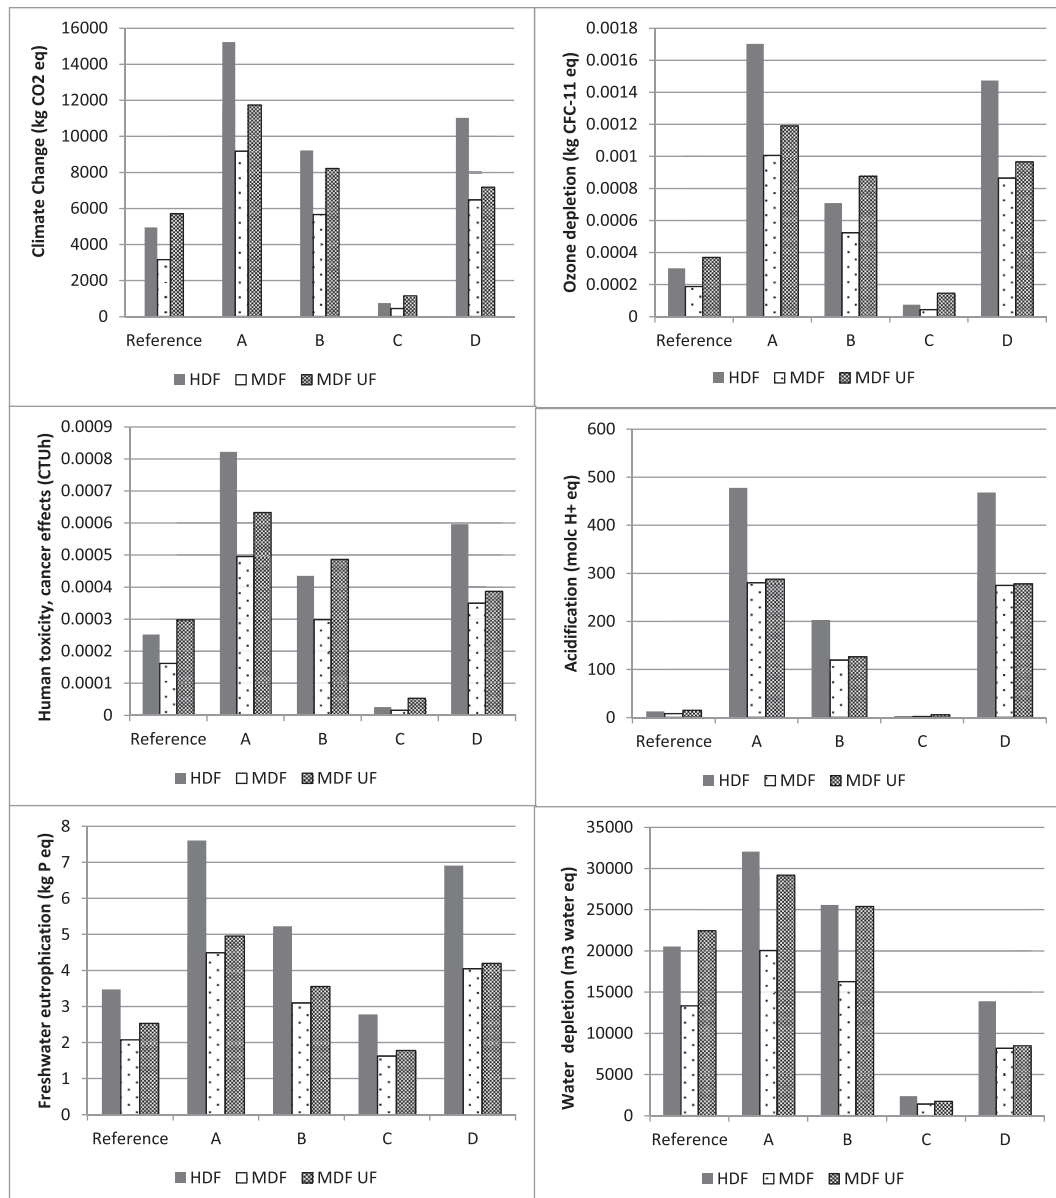 Climate Change (kg CO2 eq)
16000
14000
12000
10000
8000
6000
4000
2000
0
Reference A B C D
HDF MDF MDF UF
Ozone depletion (kg CFC-11 eq)
0.0018
0.0016
0.0014
0.0012
0.001
0.0008
0.0006
0.0004
0.0002
0
Reference A B C D
HDF MDF MDF UF
Human toxicity, cancer effects (CTUh)
0.0009
0.0008
0.0007
0.0006
0.0005
0.0004
0.0003
0.0002
0.0001
0
Reference A B C D
HDF MDF MDF UF
Acidification (molc H+ eq)
600
500
400
300
200
100
0
Reference A B C D
HDF MDF MDF UF
Freshwater eutrophication (kg P eq)
8
7
6
5
4
3
2
1
0
Reference A B C D
HDF MDF MDF UF
Water depletion (m3 water eq)
35000
30000
25000
20000
15000
10000
5000
0
Reference A B C D
HDF MDF MDF UF